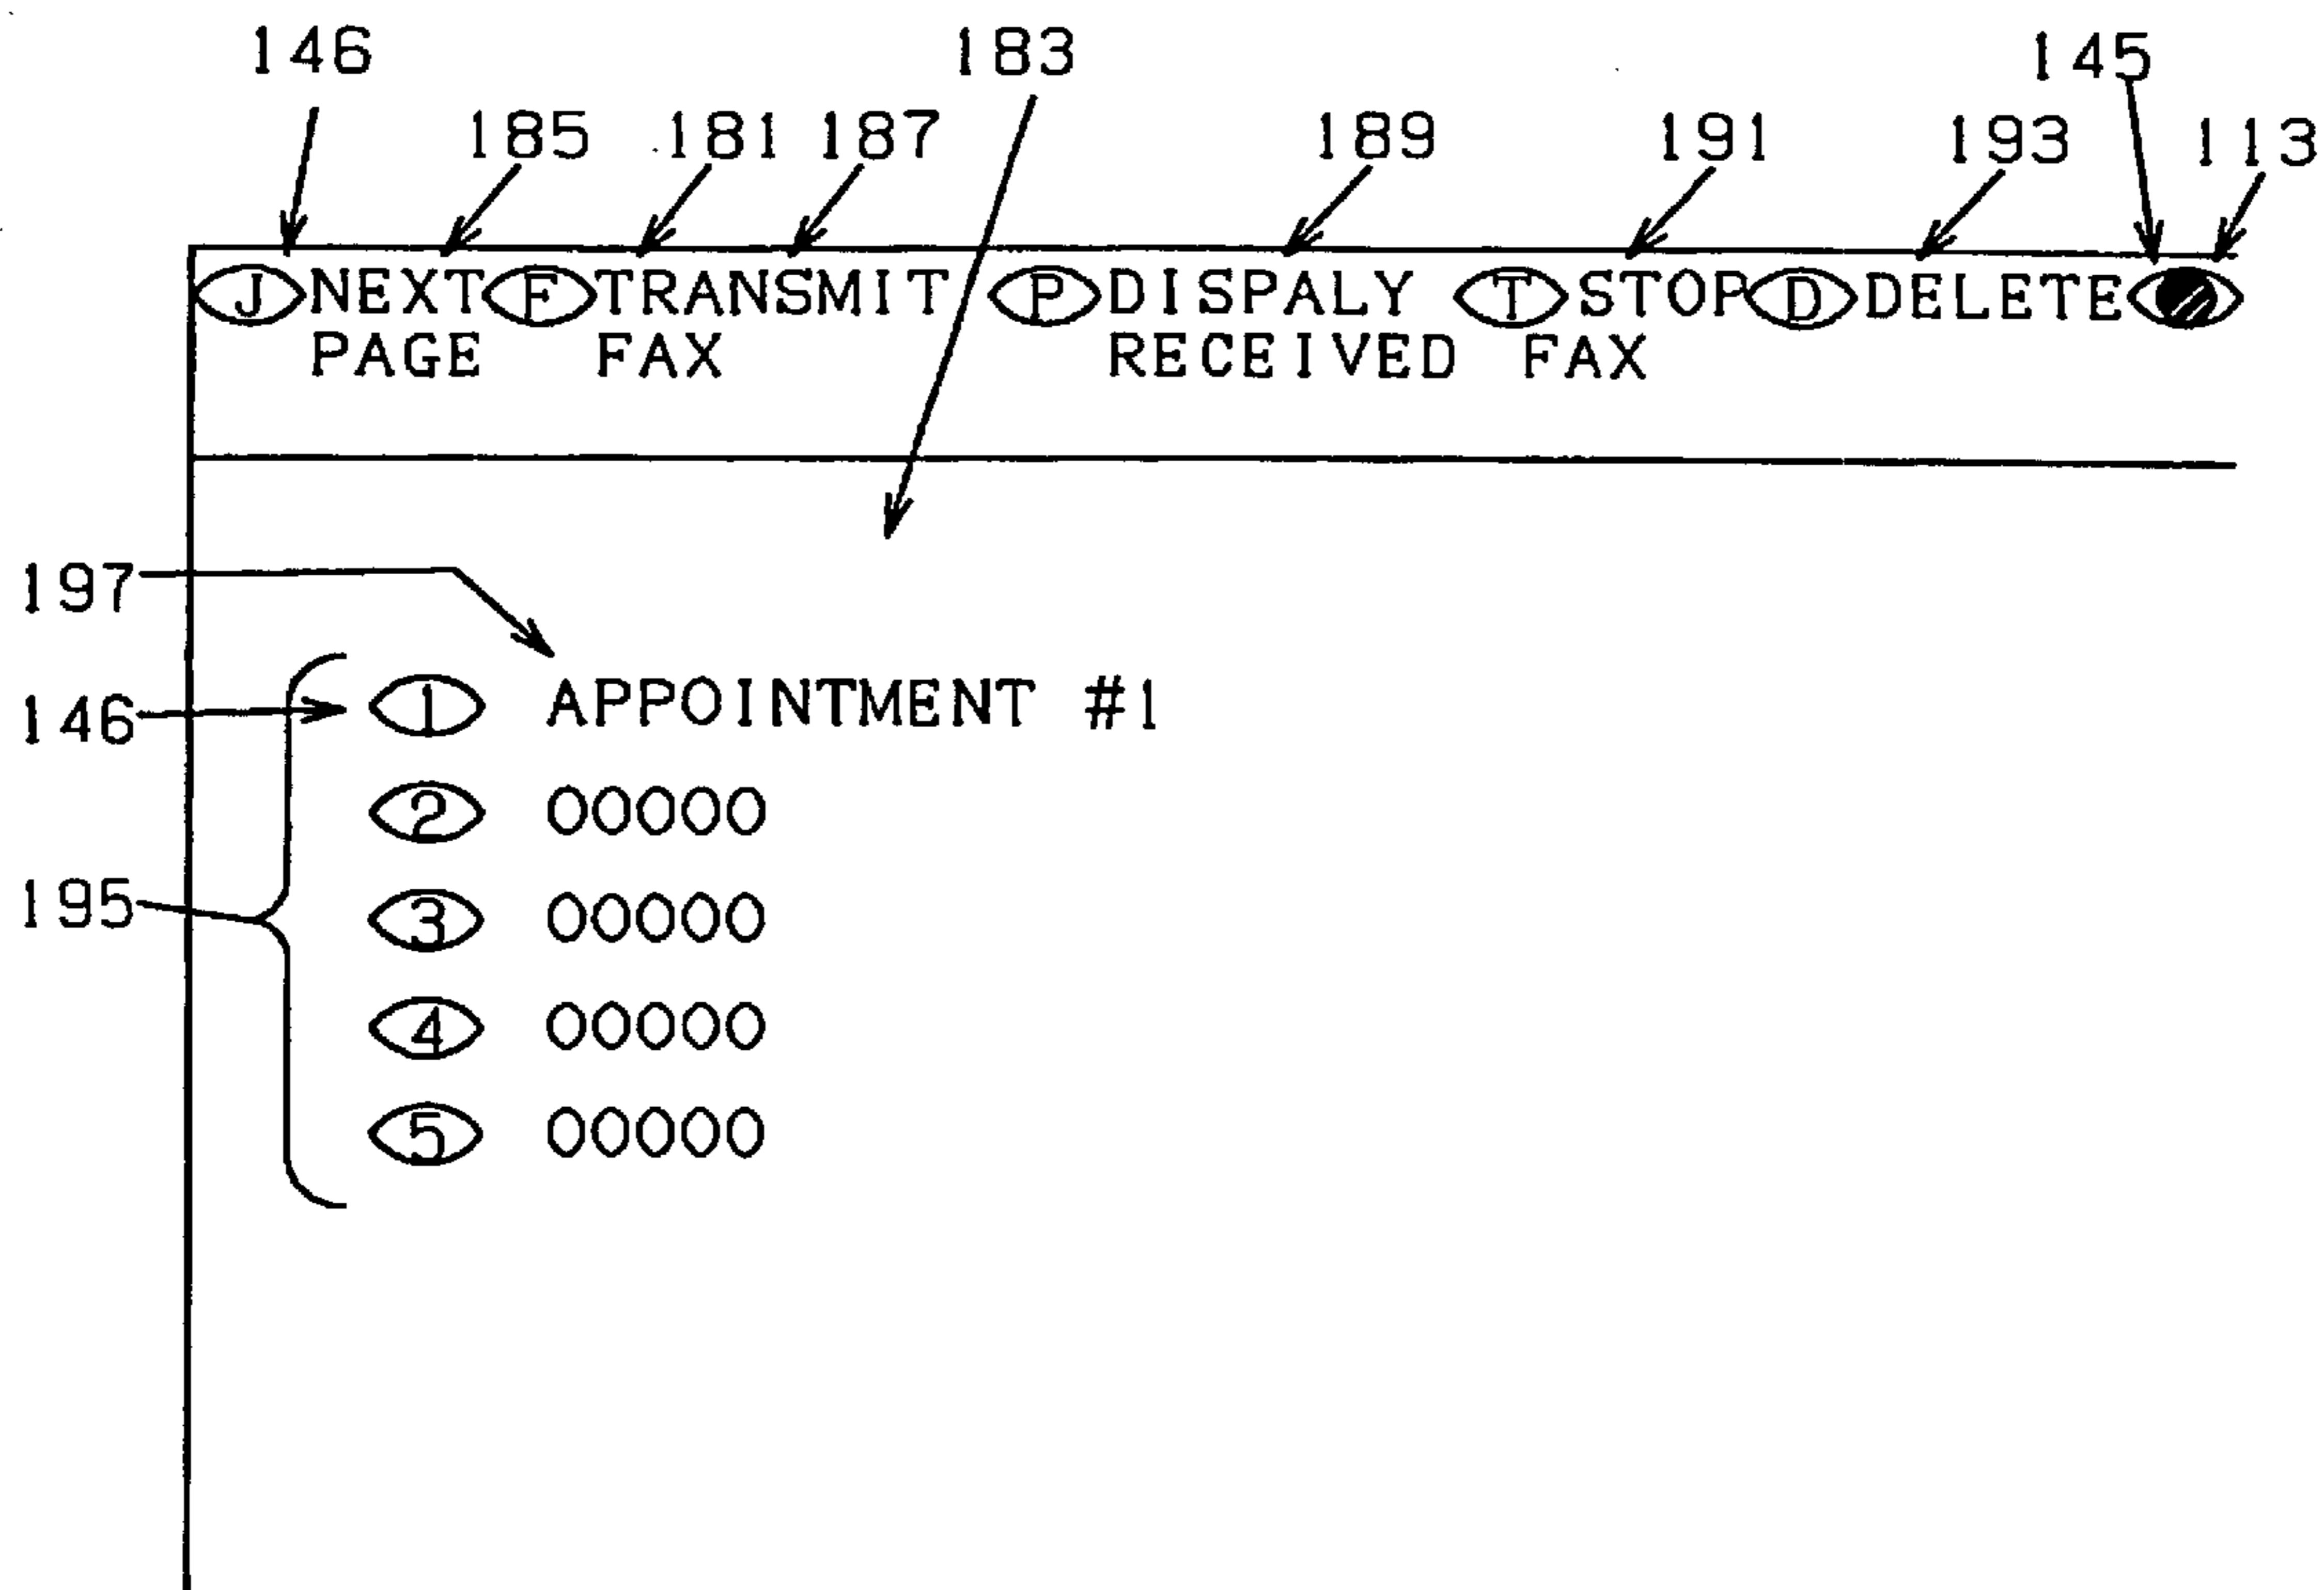 146 183 145
185 181 187 189 191 193 113
J NEXT F TRANSMIT P DISPALY T STOP D DELETE
PAGE FAX RECEIVED FAX
197
146 1 APPOINTMENT #1
2 00000
195 3 00000
4 00000
5 00000